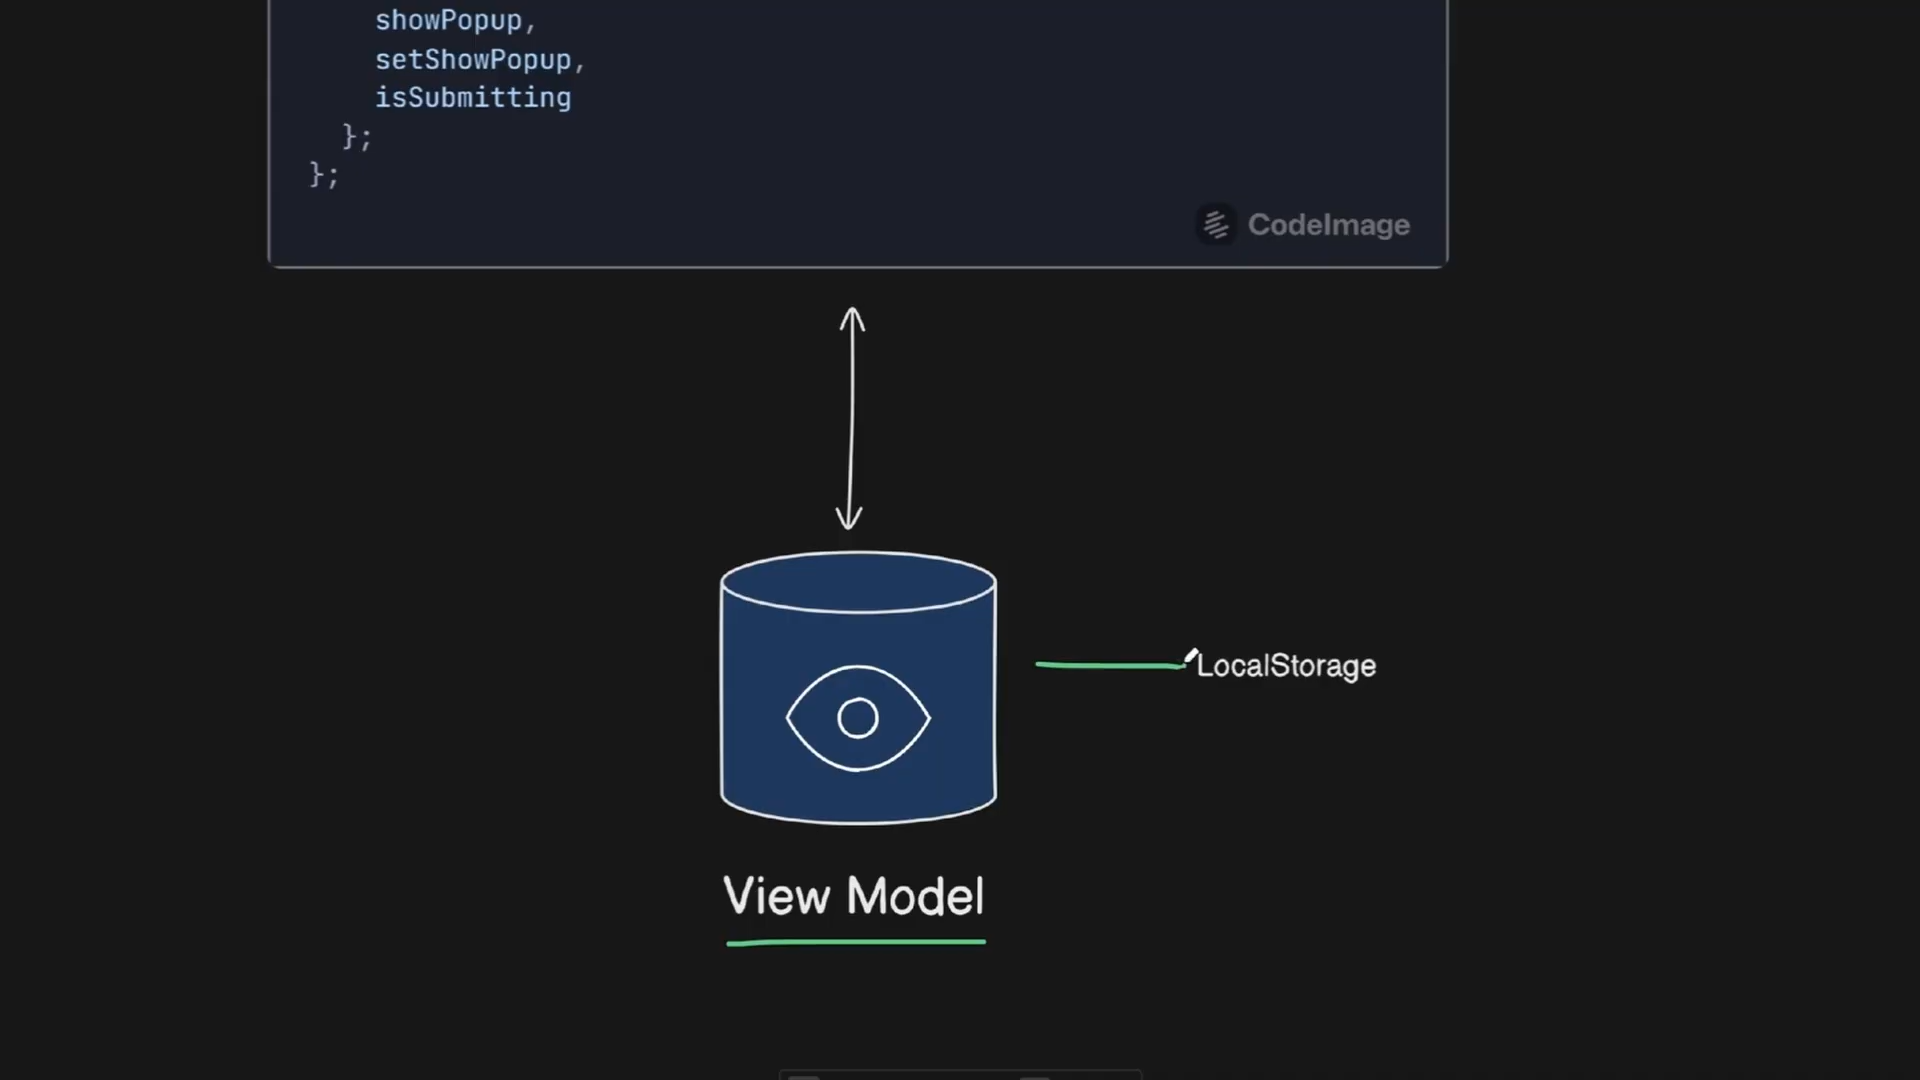 showPopup,
setShowPopup,
isSubmitting
};
};
CodeImage
LocalStorage
View Model